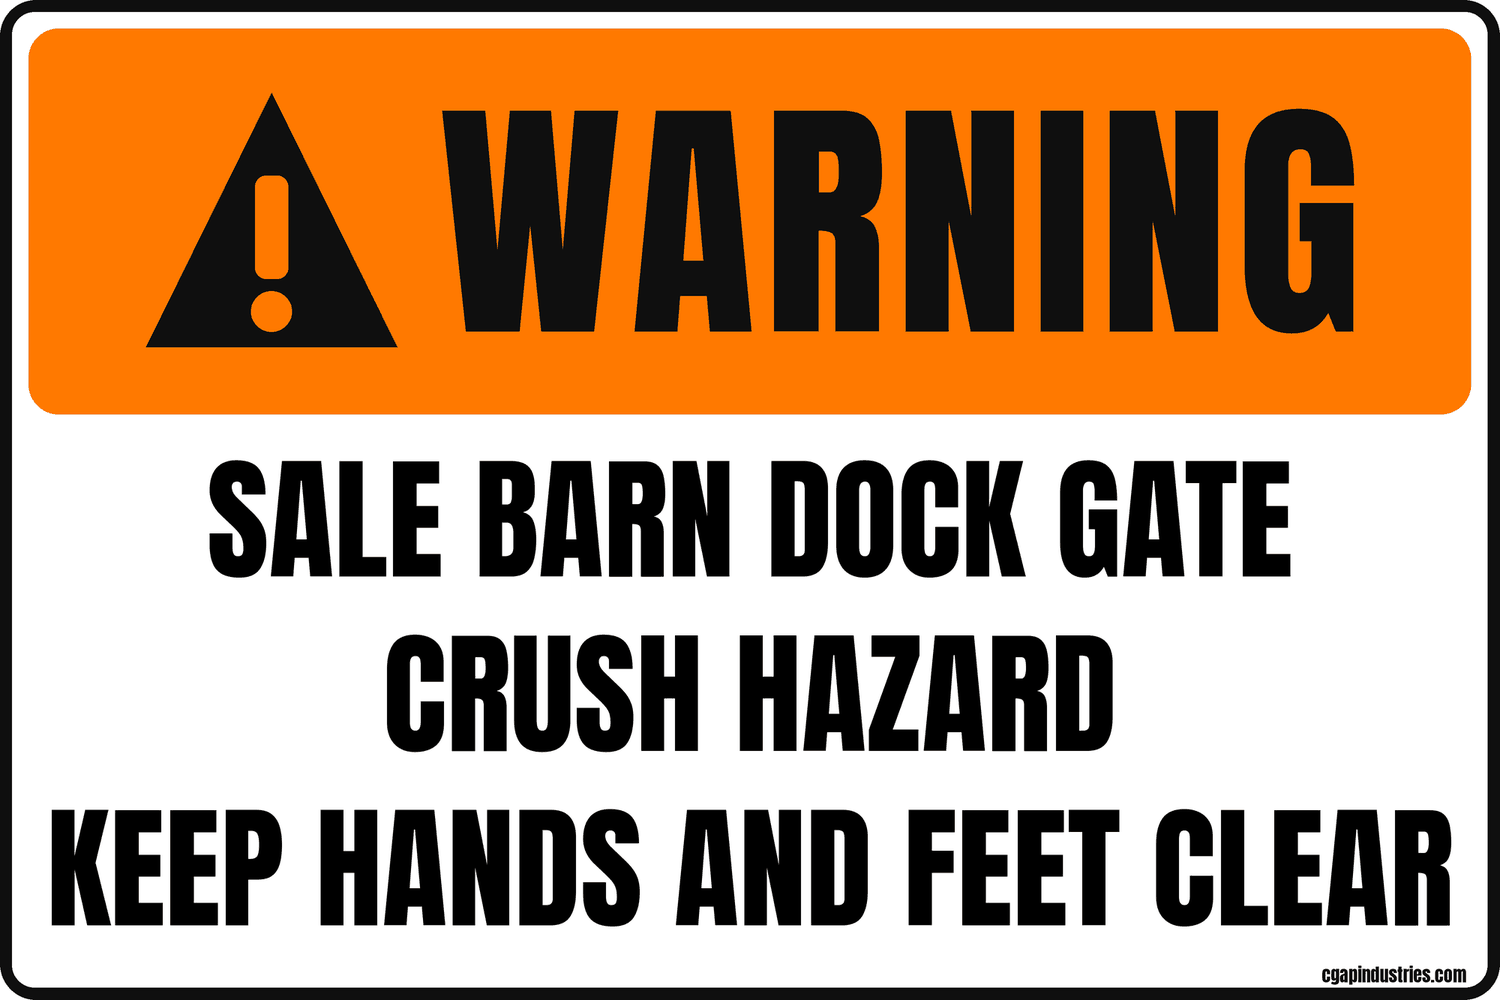 WARNING
SALE BARN DOCK GATE
CRUSH HAZARD
KEEP HANDS AND FEET CLEAR
cgapindustries.com